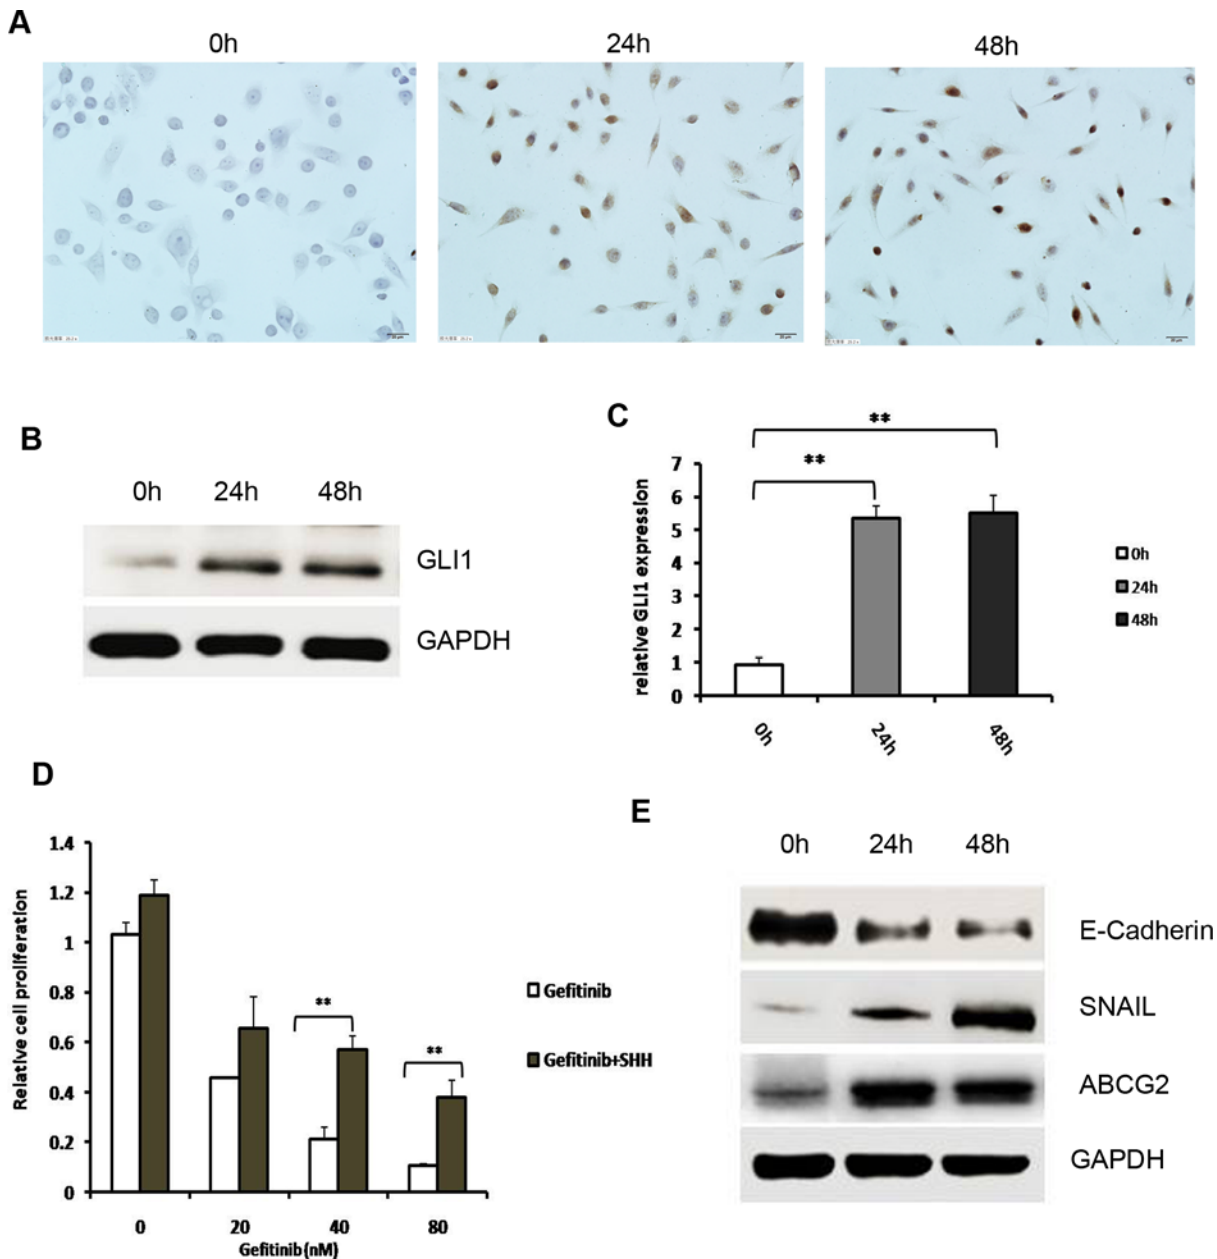 A
0h
24h
48h
B
0h 24h 48h
GLI1
GAPDH
C
**
**
relative GLI1 expression
7
6
5
4
3
2
1
0
0h
24h
48h
0h
24h
48h
D
Relative cell proliferation
1.4
1.2
1
0.8
0.6
0.4
0.2
0
**
**
0 20 40 80
Gefitinib(nM)
Gefitinib
Gefitinib+SHH
E
0h 24h 48h
E-Cadherin
SNAIL
ABCG2
GAPDH